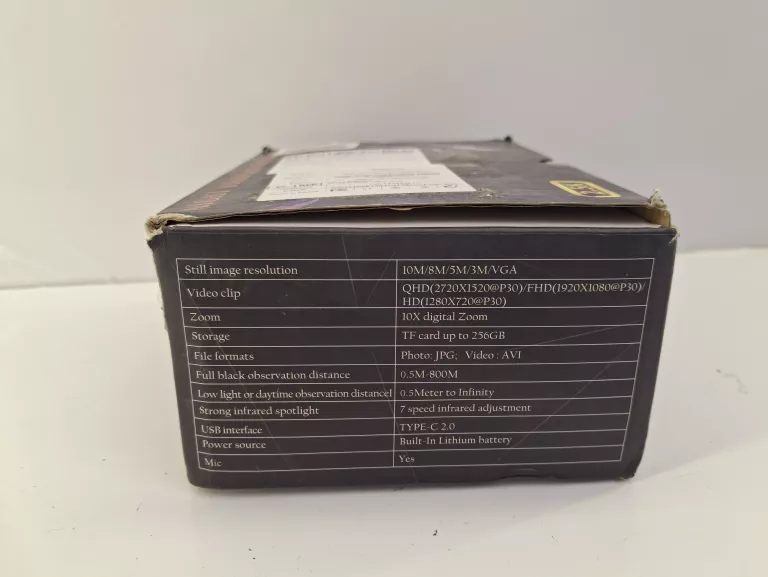 Still image resolution 10M/8M/5M/3M/VGA
Video clip QHD(2720X1520@P30)/FHD(1920X1080@P30)/
HD(1280X720@P30)
Zoom 10X digital Zoom
Storage TF card up to 256GB
File formats Photo: JPG; Video : AVI
Full black observation distance 0.5M-800M
Low light or daytime observation distancel 0.5Meter to Infinity
Strong infrared spotlight 7 speed infrared adjustment
USB interface TYPE-C 2.0
Power source Built-In Lithium battery
Mic Yes